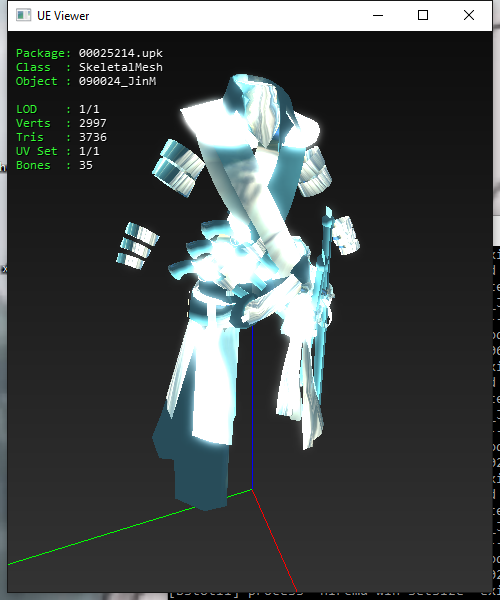 UE Viewer
Package: 00025214.upk
Class : SkeletalMesh
Object : 090024_JinM
LOD : 1/1
Verts : 2997
Tris : 3736
UV Set : 1/1
Bones : 35